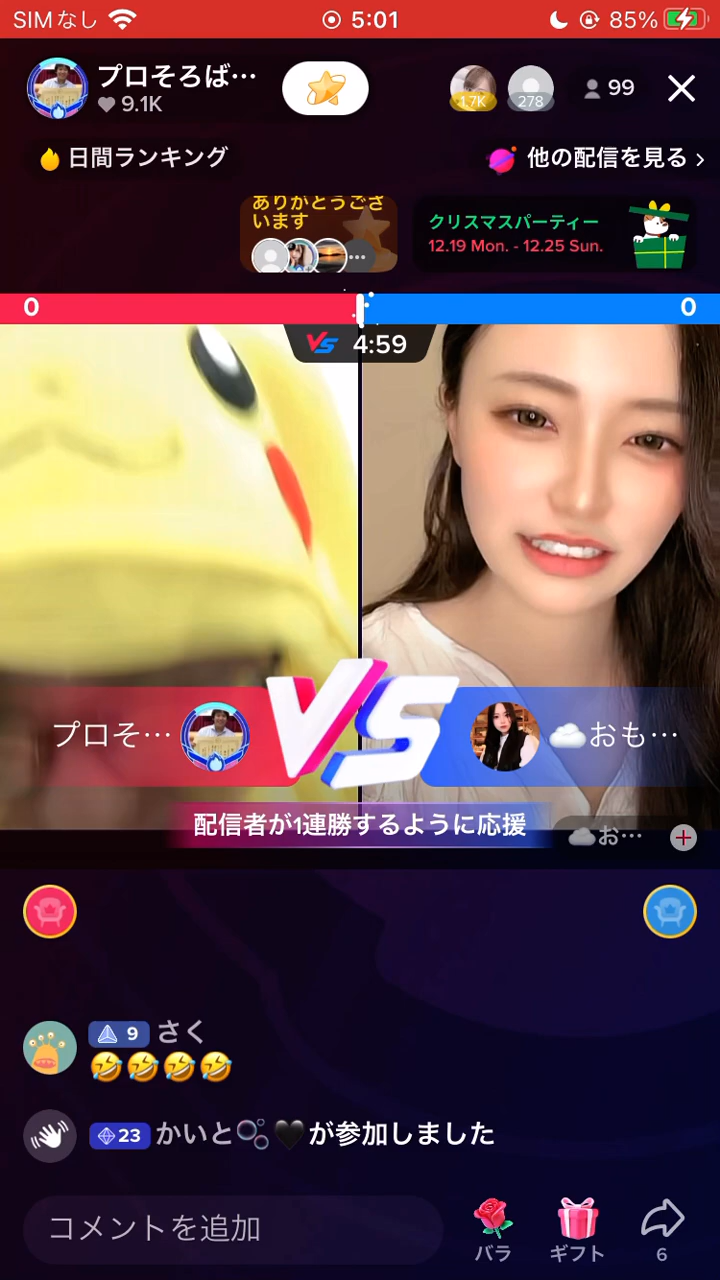 SIMなし
5:01
85%
プロそろば…
9.1K
17K
278
99
日間ランキング
他の配信を見る
ありがとうござ
います
クリスマスパーティー
12.19 Mon. - 12.25 Sun.
0
0
VS 4:59
プロそ…
VS
おも…
配信者が1連勝するように応援
お…
9 さく
🤣🤣🤣🤣
23 かいと🫧🖤が参加しました
コメントを追加
バラ
ギフト
6